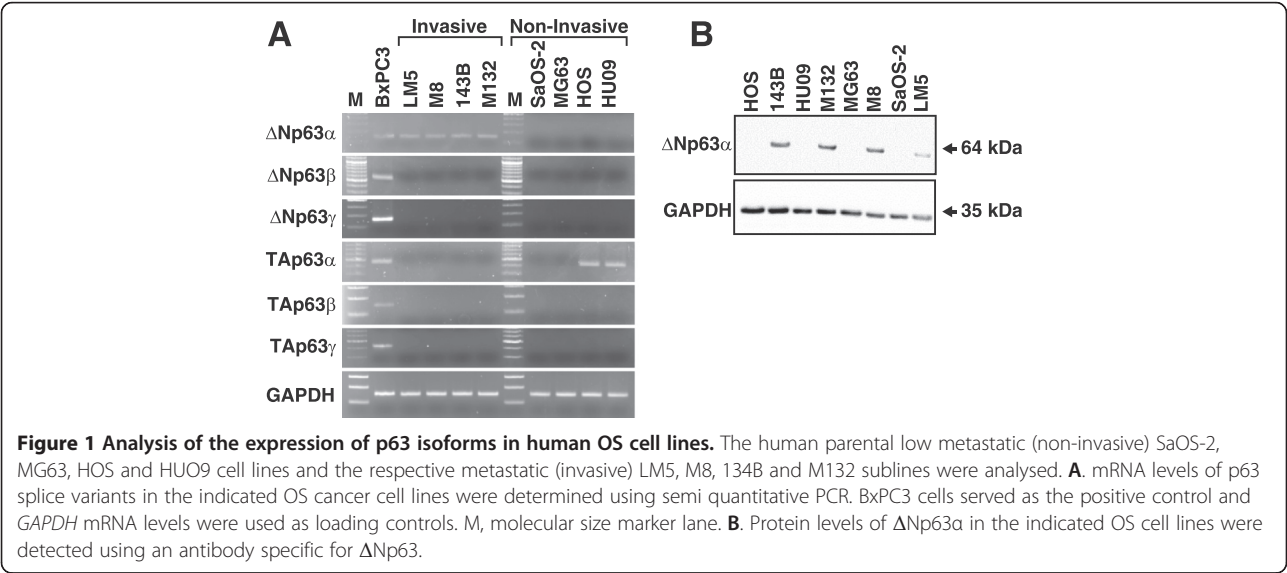 A
B
Invasive
Non-Invasive
M BxPC3 LM5 M8 143B M132 M SaOS-2 MG63 HOS HU09
ΔNp63α
ΔNp63β
ΔNp63γ
TAp63α
TAp63β
TAp63γ
GAPDH
HOS 143B HU09 M132 MG63 M8 SaOS-2 LM5
ΔNp63α 64 kDa
GAPDH 35 kDa
Figure 1 Analysis of the expression of p63 isoforms in human OS cell lines. The human parental low metastatic (non-invasive) SaOS-2,
MG63, HOS and HUO9 cell lines and the respective metastatic (invasive) LM5, M8, 134B and M132 sublines were analysed. A. mRNA levels of p63
splice variants in the indicated OS cancer cell lines were determined using semi quantitative PCR. BxPC3 cells served as the positive control and
GAPDH mRNA levels were used as loading controls. M, molecular size marker lane. B. Protein levels of ΔNp63α in the indicated OS cell lines were
detected using an antibody specific for ΔNp63.